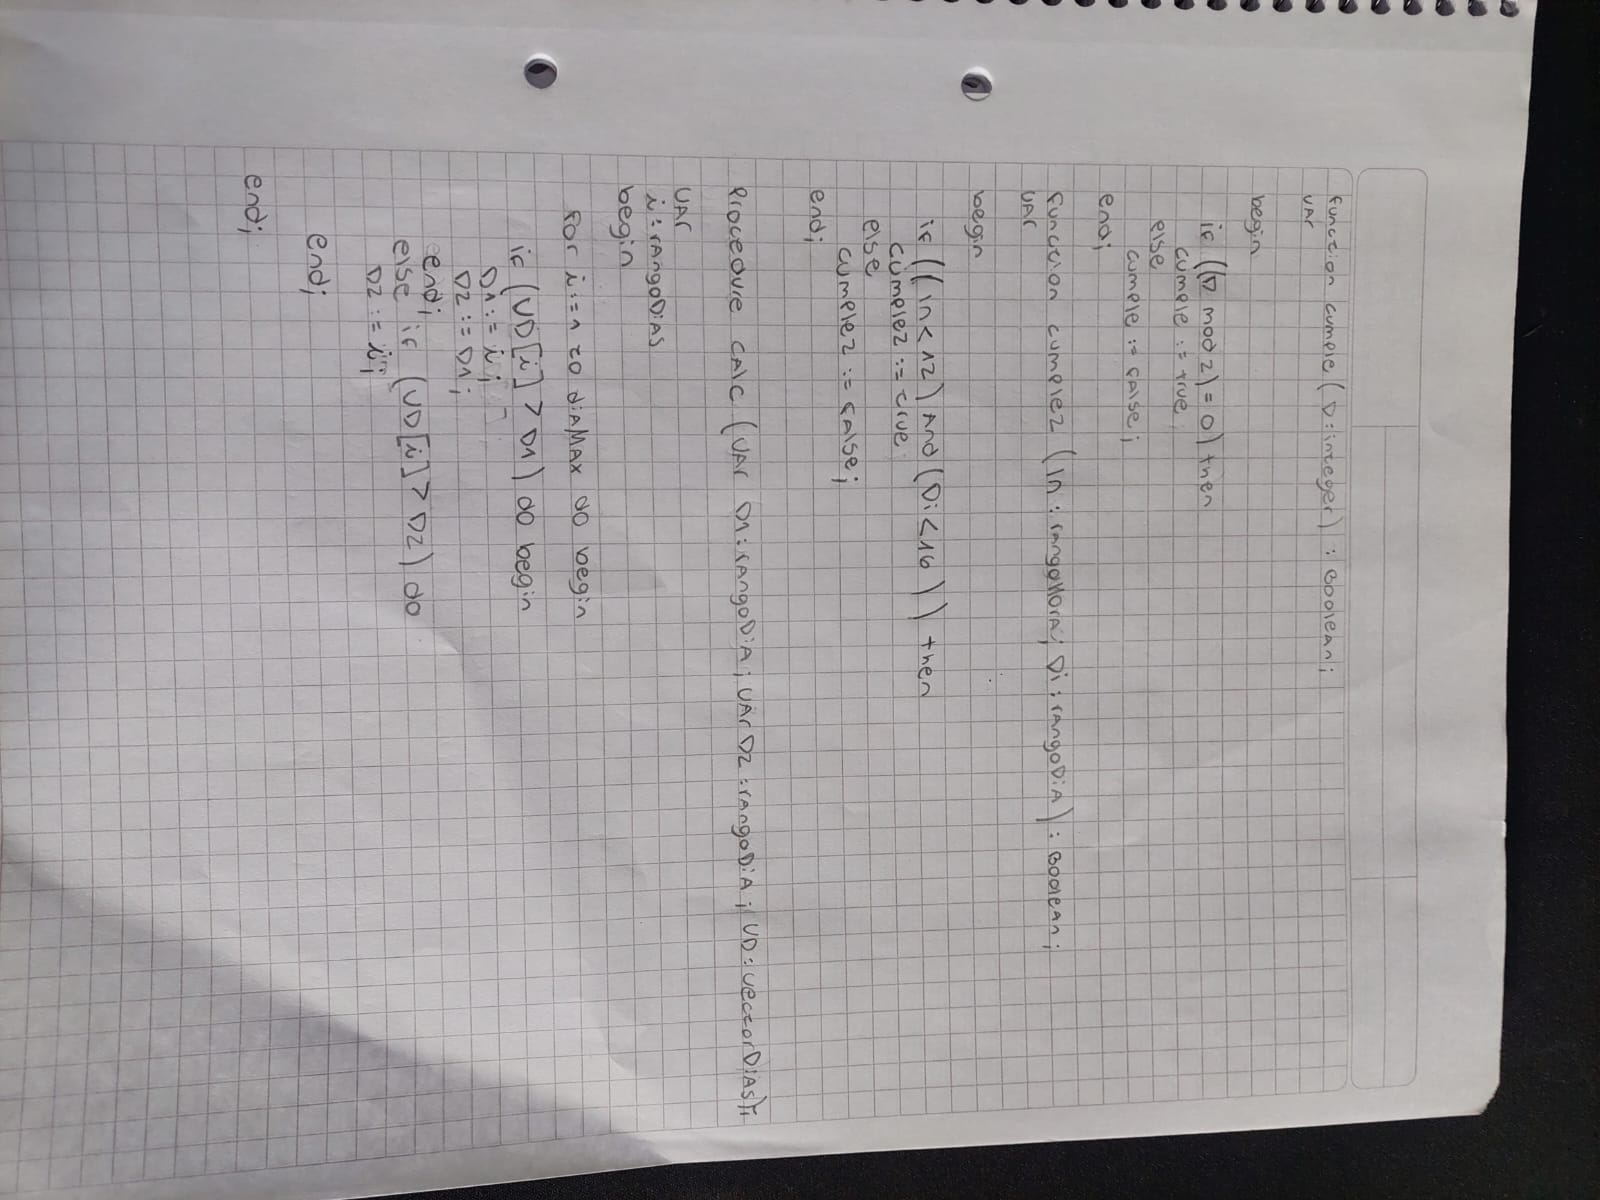 function cumple (D:integer) : Boolean;
var
begin
if ((D mod 2) = 0) then
cumple := true
else
cumple := false;
end;
function cumple2 (in : rangoHora; Di : rangoDia) : Boolean;
var
begin
if ((in < 12) And (Di < 16)) then
cumple2 := true
else
cumple2 := false;
end;
Procedure calc (var D1:rangoDia; var D2:rangoDia; VD:vectorDias);
var
i : rangoDias
begin
for i:=1 to diaMax do begin
if (VD[i] > D1) do begin
D1 := i;
D2 := D1;
end;
else if (VD[i] > D2) do
D2 := i;
end;
end;